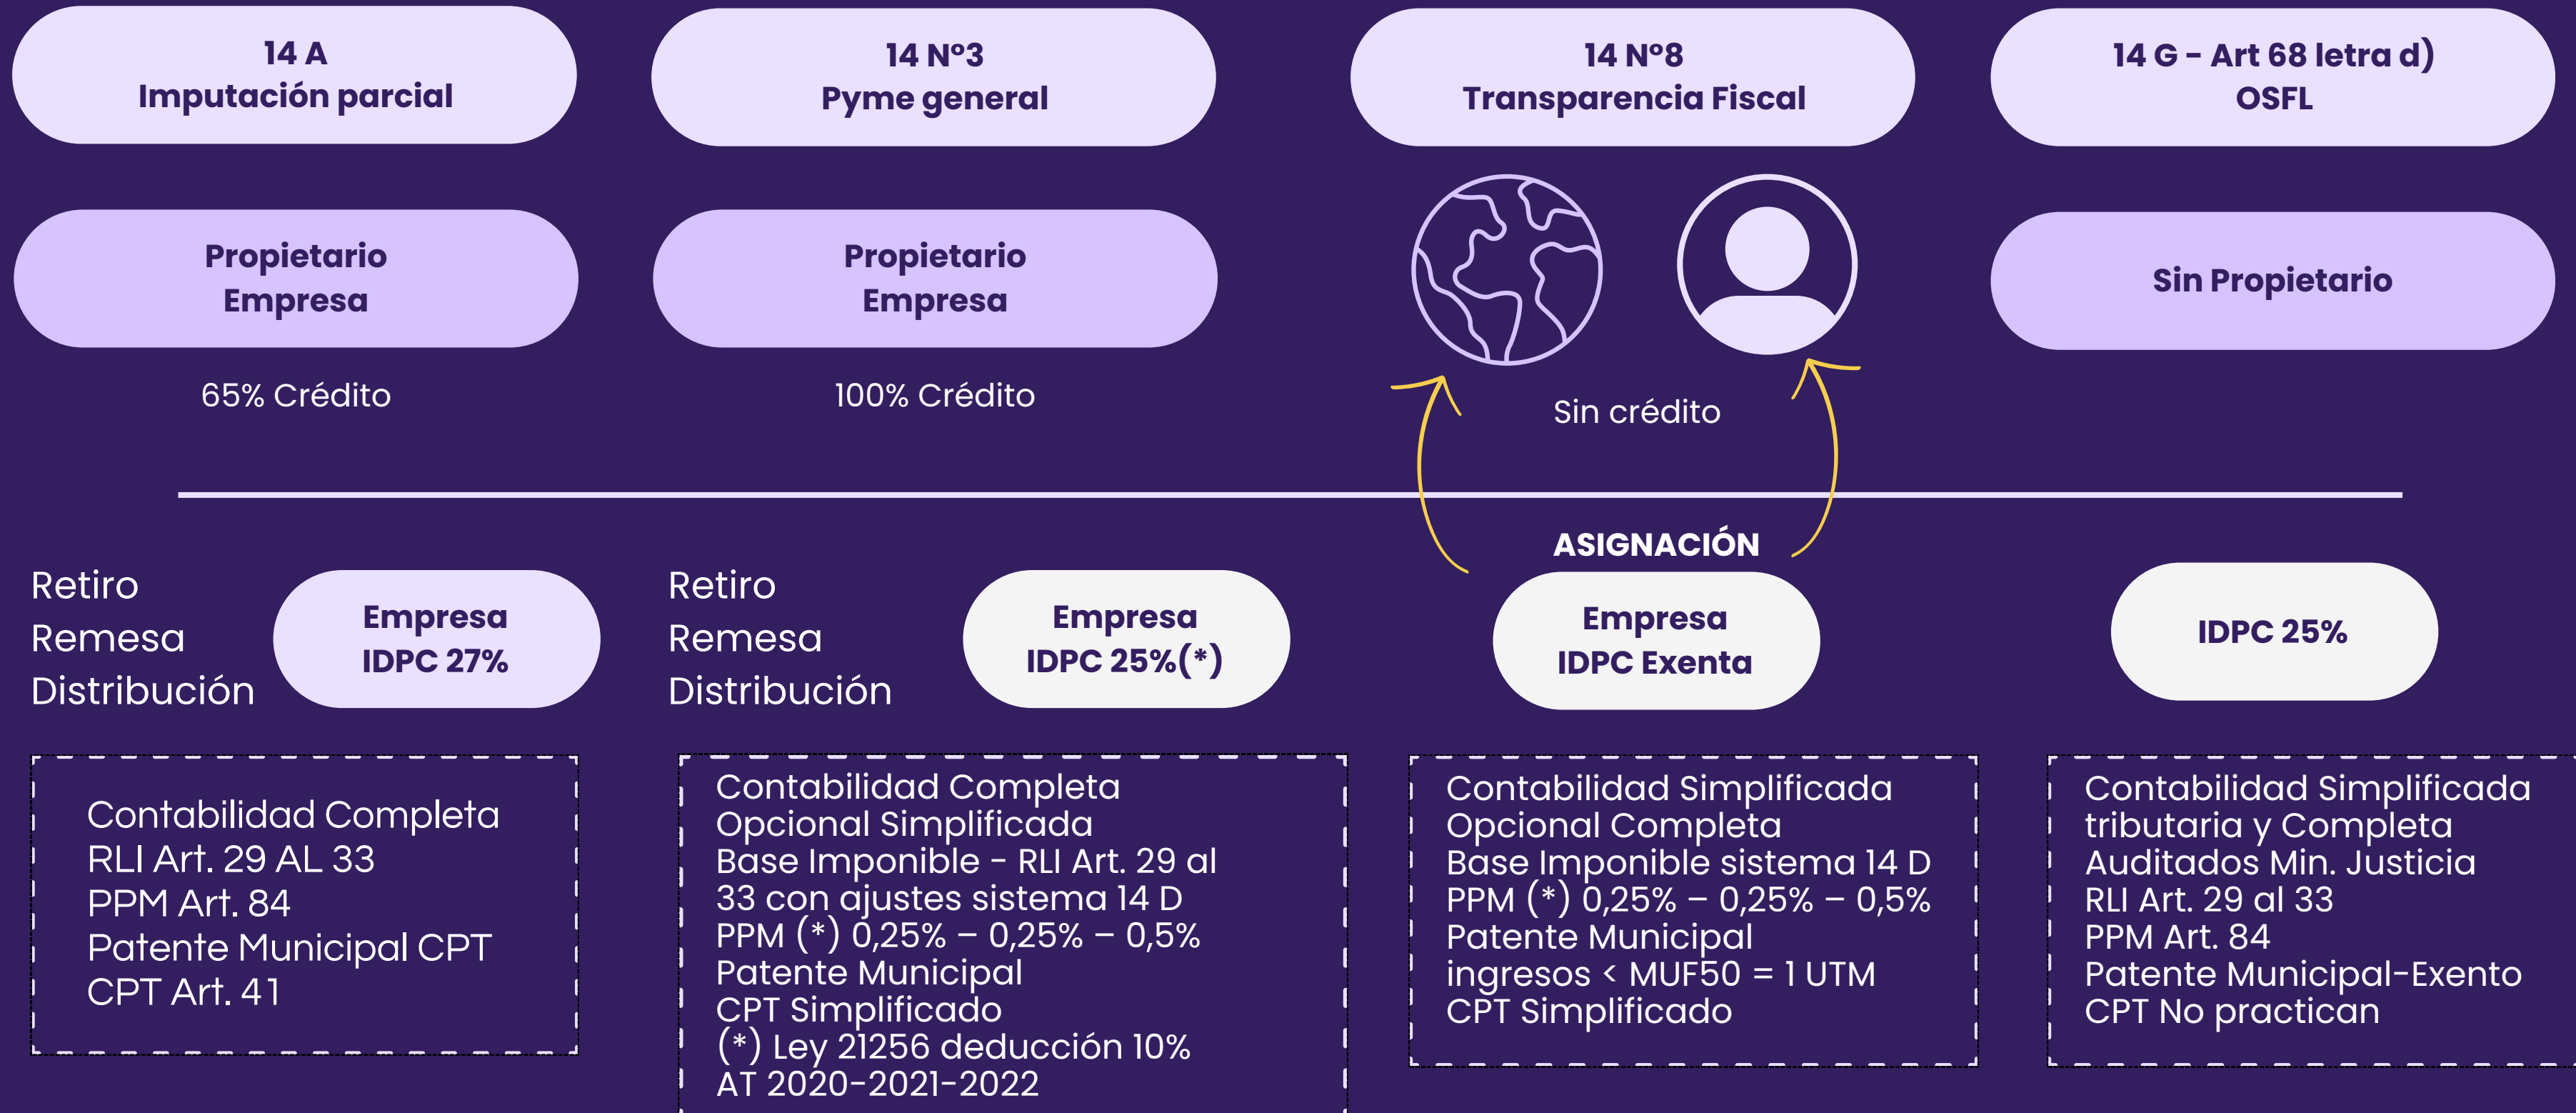 14 A
Imputación parcial
14 N°3
Pyme general
14 N°8
Transparencia Fiscal
14 G - Art 68 letra d)
OSFL
Propietario
Empresa
Propietario
Empresa
Sin Propietario
65% Crédito
100% Crédito
Sin crédito
ASIGNACIÓN
Retiro
Remesa
Distribución
Empresa
IDPC 27%
Retiro
Remesa
Distribución
Empresa
IDPC 25%(*)
Empresa
IDPC Exenta
IDPC 25%
Contabilidad Completa
RLI Art. 29 AL 33
PPM Art. 84
Patente Municipal CPT
CPT Art. 41
Contabilidad Completa
Opcional Simplificada
Base Imponible - RLI Art. 29 al
33 con ajustes sistema 14 D
PPM (*) 0,25% – 0,25% – 0,5%
Patente Municipal
CPT Simplificado
(*) Ley 21256 deducción 10%
AT 2020-2021-2022
Contabilidad Simplificada
Opcional Completa
Base Imponible sistema 14 D
PPM (*) 0,25% – 0,25% – 0,5%
Patente Municipal
ingresos < MUF50 = 1 UTM
CPT Simplificado
Contabilidad Simplificada
tributaria y Completa
Auditados Min. Justicia
RLI Art. 29 al 33
PPM Art. 84
Patente Municipal-Exento
CPT No practican